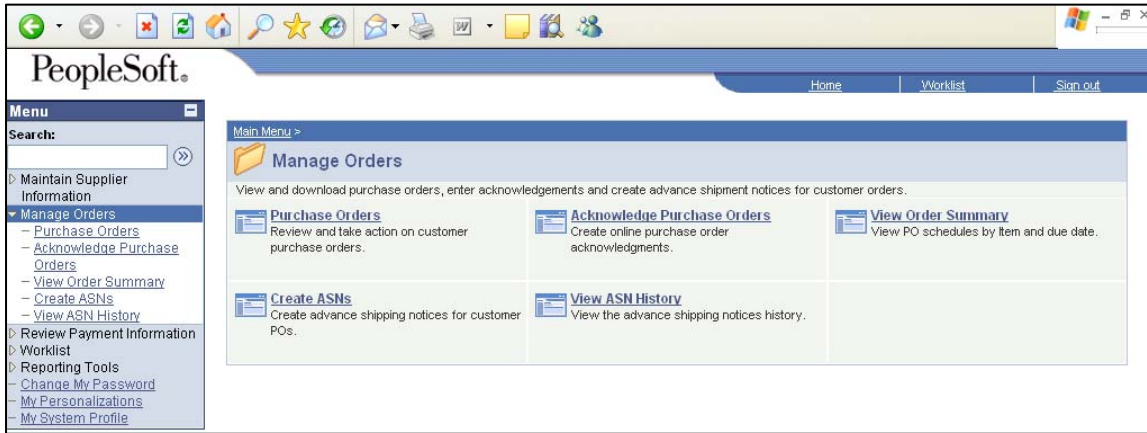 PeopleSoft®
Home
Worklist
Sign out
Menu
Search:
Maintain Supplier
Information
Manage Orders
Purchase Orders
Acknowledge Purchase
Orders
View Order Summary
Create ASNs
View ASN History
Review Payment Information
Worklist
Reporting Tools
Change My Password
My Personalizations
My System Profile
Main Menu >
Manage Orders
View and download purchase orders, enter acknowledgements and create advance shipment notices for customer orders.
Purchase Orders
Review and take action on customer
purchase orders.
Acknowledge Purchase Orders
Create online purchase order
acknowledgments.
View Order Summary
View PO schedules by Item and due date.
Create ASNs
Create advance shipping notices for customer
POs.
View ASN History
View the advance shipping notices history.